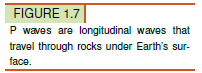 FIGURE 1.7
P waves are longitudinal waves that
travel through rocks under Earth's sur-
face.